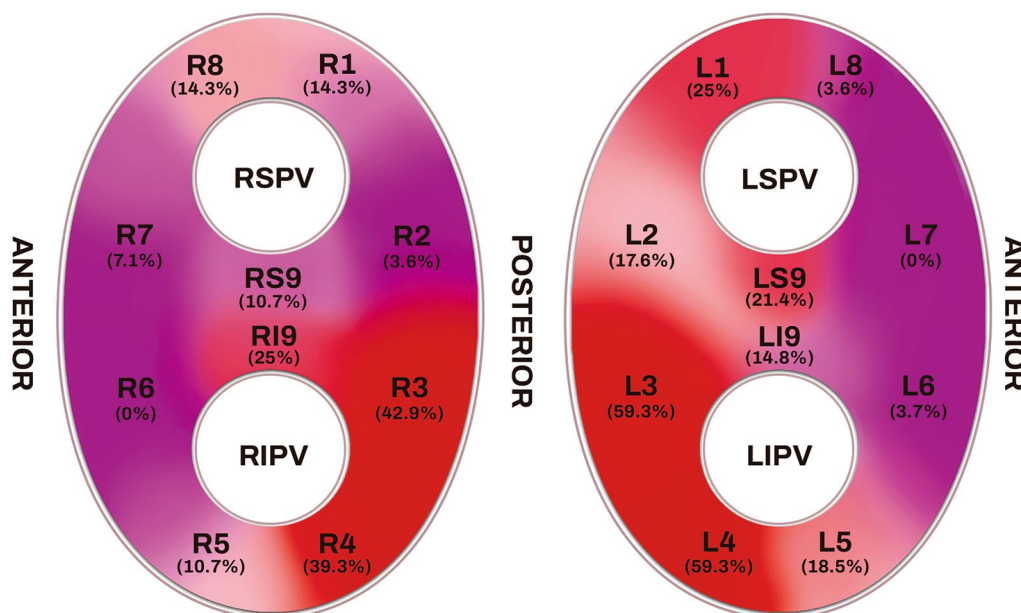 R8
(14.3%)
R1
(14.3%)
RSPV
R7
(7.1%)
R2
(3.6%)
RS9
(10.7%)
RI9
(25%)
R6
(0%)
R3
(42.9%)
RIPV
R5
(10.7%)
R4
(39.3%)
ANTERIOR
POSTERIOR
L1
(25%)
L8
(3.6%)
LSPV
L2
(17.6%)
L7
(0%)
LS9
(21.4%)
LI9
(14.8%)
L3
(59.3%)
L6
(3.7%)
LIPV
L4
(59.3%)
L5
(18.5%)
ANTERIOR